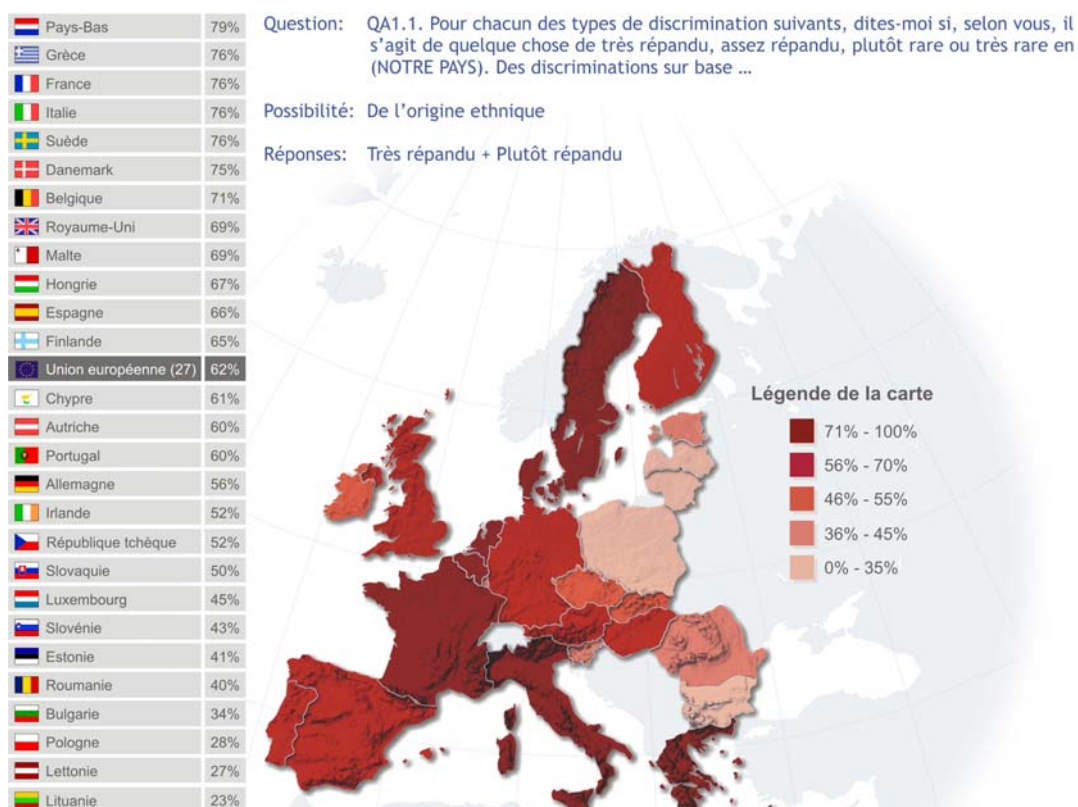 Pays-Bas 79%
Grèce 76%
France 76%
Italie 76%
Suède 76%
Danemark 75%
Belgique 71%
Royaume-Uni 69%
Malte 69%
Hongrie 67%
Espagne 66%
Finlande 65%
Union européenne (27) 62%
Chypre 61%
Autriche 60%
Portugal 60%
Allemagne 56%
Irlande 52%
République tchèque 52%
Slovaquie 50%
Luxembourg 45%
Slovénie 43%
Estonie 41%
Roumanie 40%
Bulgarie 34%
Pologne 28%
Lettonie 27%
Lituanie 23%
Question: QA1.1. Pour chacun des types de discrimination suivants, dites-moi si, selon vous, il
s’agit de quelque chose de très répandu, assez répandu, plutôt rare ou très rare en
(NOTRE PAYS). Des discriminations sur base …
Possibilité: De l’origine ethnique
Réponses: Très répandu + Plutôt répandu
Légende de la carte
71% - 100%
56% - 70%
46% - 55%
36% - 45%
0% - 35%